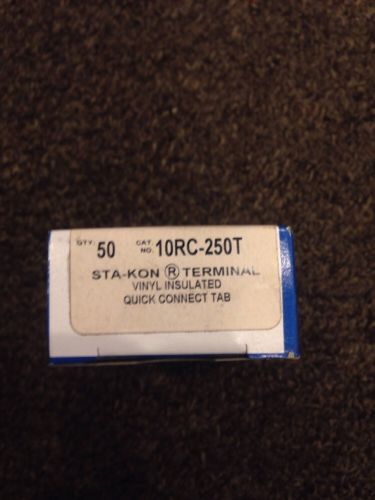 QTY. 50 CAT. NO. 10RC-250T
STA-KON ® TERMINAL
VINYL INSULATED
QUICK CONNECT TAB